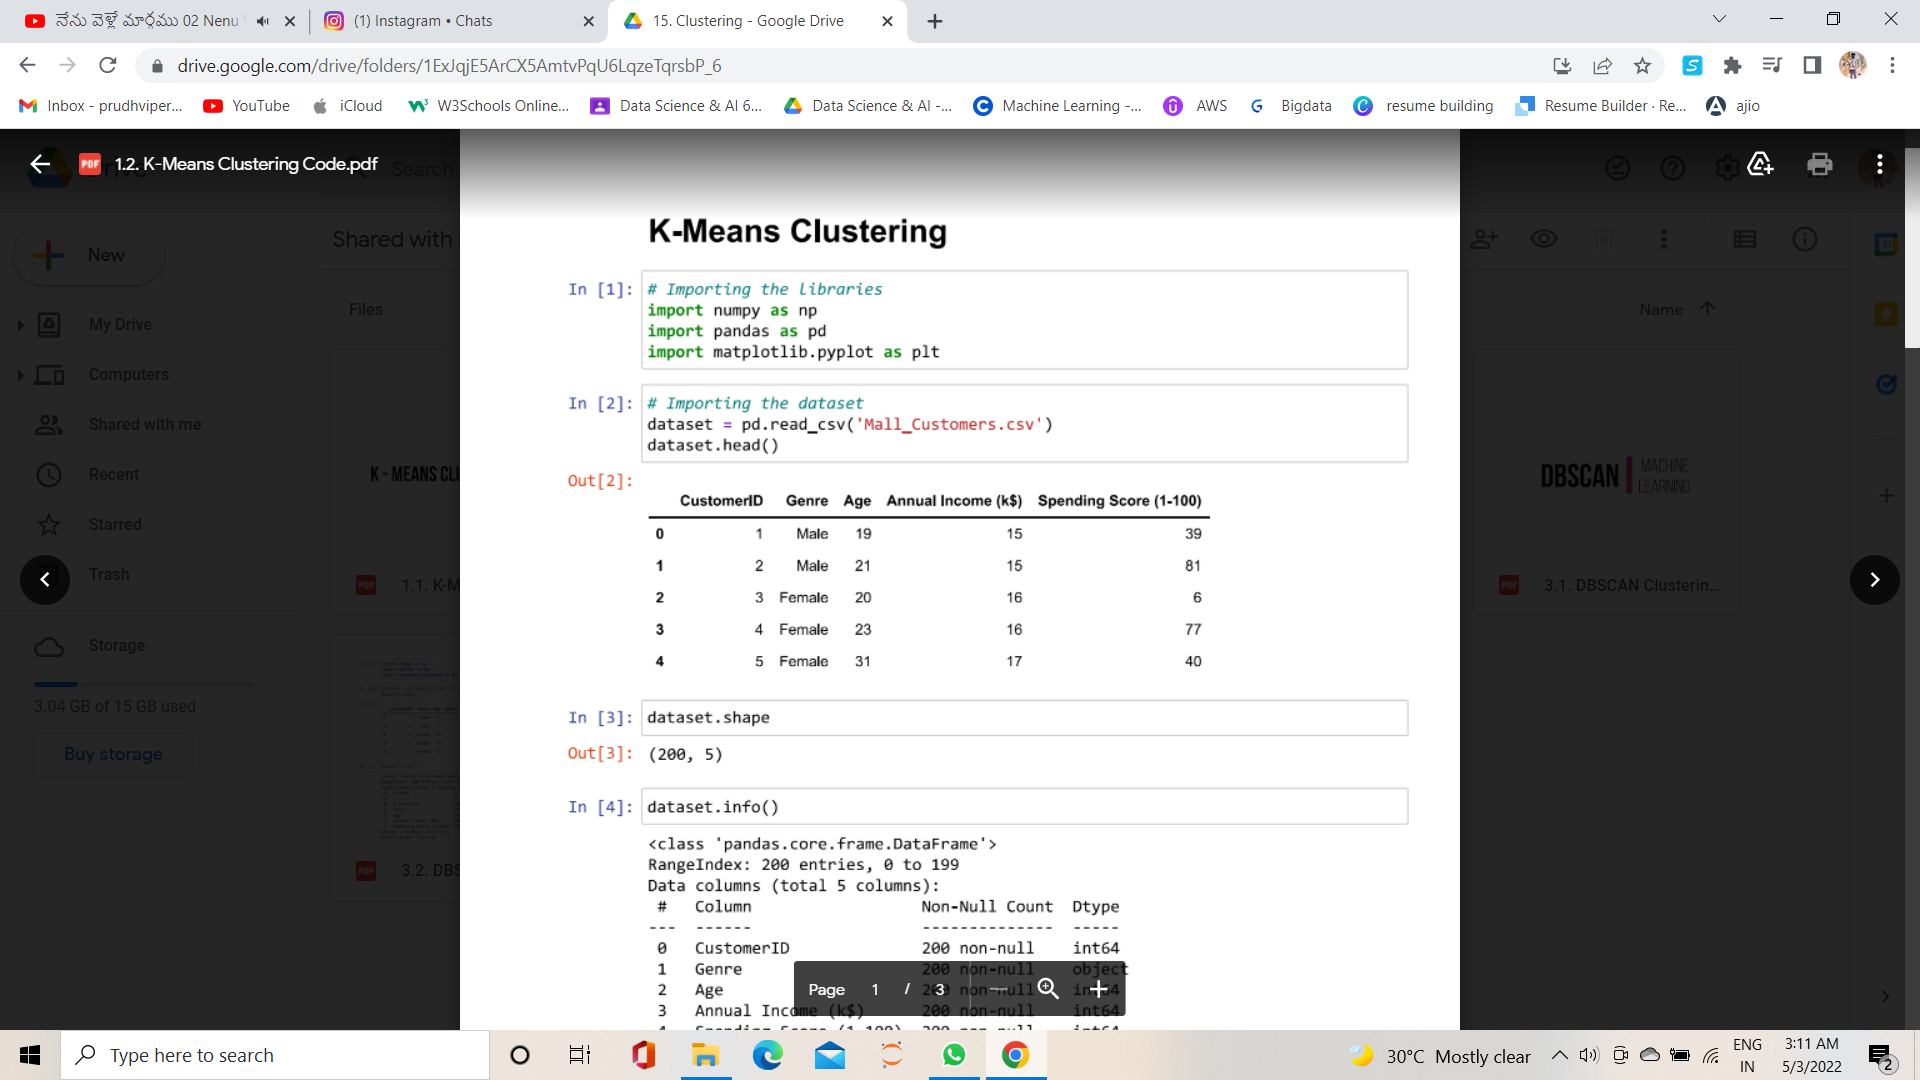 నేను వెళ్లే మార్గము 02 Nenu
(1) Instagram • Chats
15. Clustering - Google Drive
drive.google.com/drive/folders/1ExJqjE5ArCX5AmtvPqU6LqzeTqrsbP_6
Inbox - prudhviper...
YouTube
iCloud
W3Schools Online...
Data Science & AI 6...
Data Science & AI -...
Machine Learning -...
AWS
Bigdata
resume building
Resume Builder · Re...
ajio
1.2. K-Means Clustering Code.pdf
Search
New
Shared with
My Drive
Computers
Shared with me
Recent
Starred
Trash
Storage
3.04 GB of 15 GB used
Buy storage
Files
Name
K - MEANS CLU
1.1. K-M
3.2. DBS
DBSCAN
MACHINE
LEARNING
3.1. DBSCAN Clusterin...
K-Means Clustering
In [1]: # Importing the libraries
import numpy as np
import pandas as pd
import matplotlib.pyplot as plt
In [2]: # Importing the dataset
dataset = pd.read_csv('Mall_Customers.csv')
dataset.head()
Out[2]:
CustomerID Genre Age Annual Income (k$) Spending Score (1-100)
0 1 Male 19 15 39
1 2 Male 21 15 81
2 3 Female 20 16 6
3 4 Female 23 16 77
4 5 Female 31 17 40
In [3]: dataset.shape
Out[3]: (200, 5)
In [4]: dataset.info()
<class 'pandas.core.frame.DataFrame'>
RangeIndex: 200 entries, 0 to 199
Data columns (total 5 columns):
# Column Non-Null Count Dtype
--- ------ -------------- -----
0 CustomerID 200 non-null int64
1 Genre 200 non-null object
2 Age 200 non-null int64
3 Annual Income (k$) 200 non-null int64
4 Spending Score (1-100) 200 non-null int64
Page 1 / 3
Type here to search
30°C Mostly clear
ENG
IN
3:11 AM
5/3/2022
2